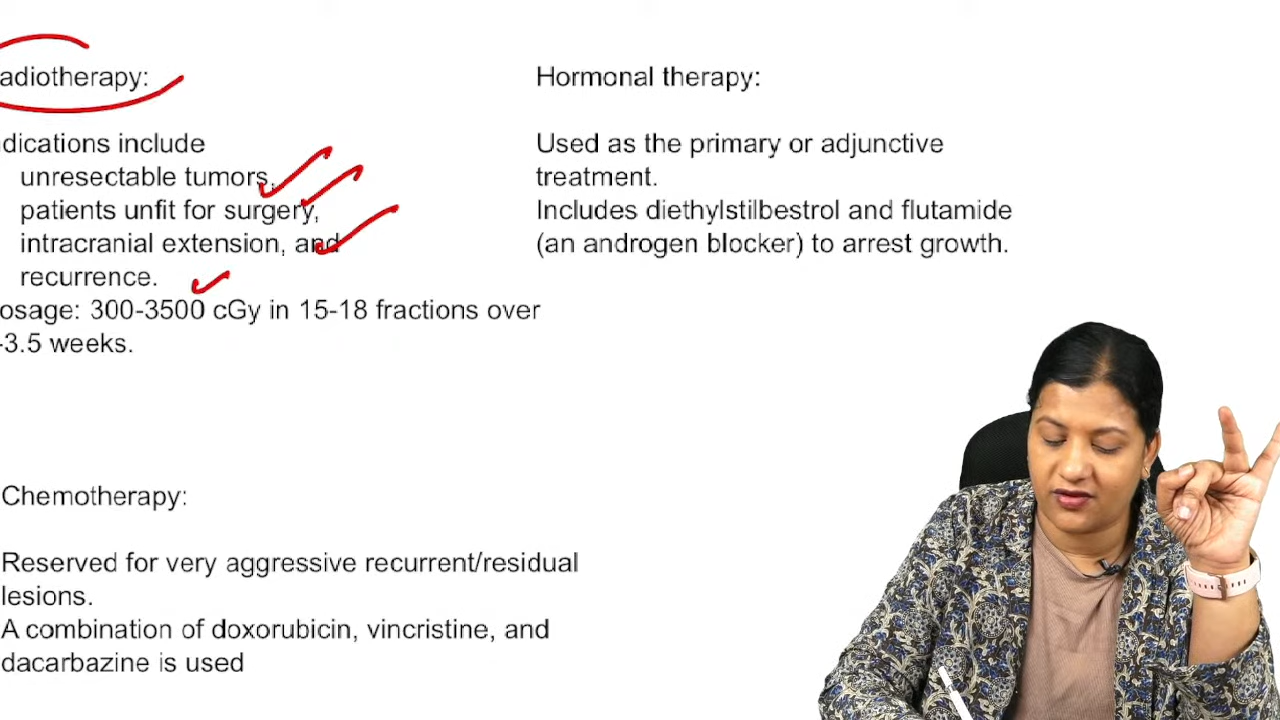 adiotherapy:
dications include
unresectable tumors,
patients unfit for surgery,
intracranial extension, and
recurrence.
osage: 300-3500 cGy in 15-18 fractions over
-3.5 weeks.
Hormonal therapy:
Used as the primary or adjunctive
treatment.
Includes diethylstilbestrol and flutamide
(an androgen blocker) to arrest growth.
Chemotherapy:
Reserved for very aggressive recurrent/residual
lesions.
A combination of doxorubicin, vincristine, and
dacarbazine is used